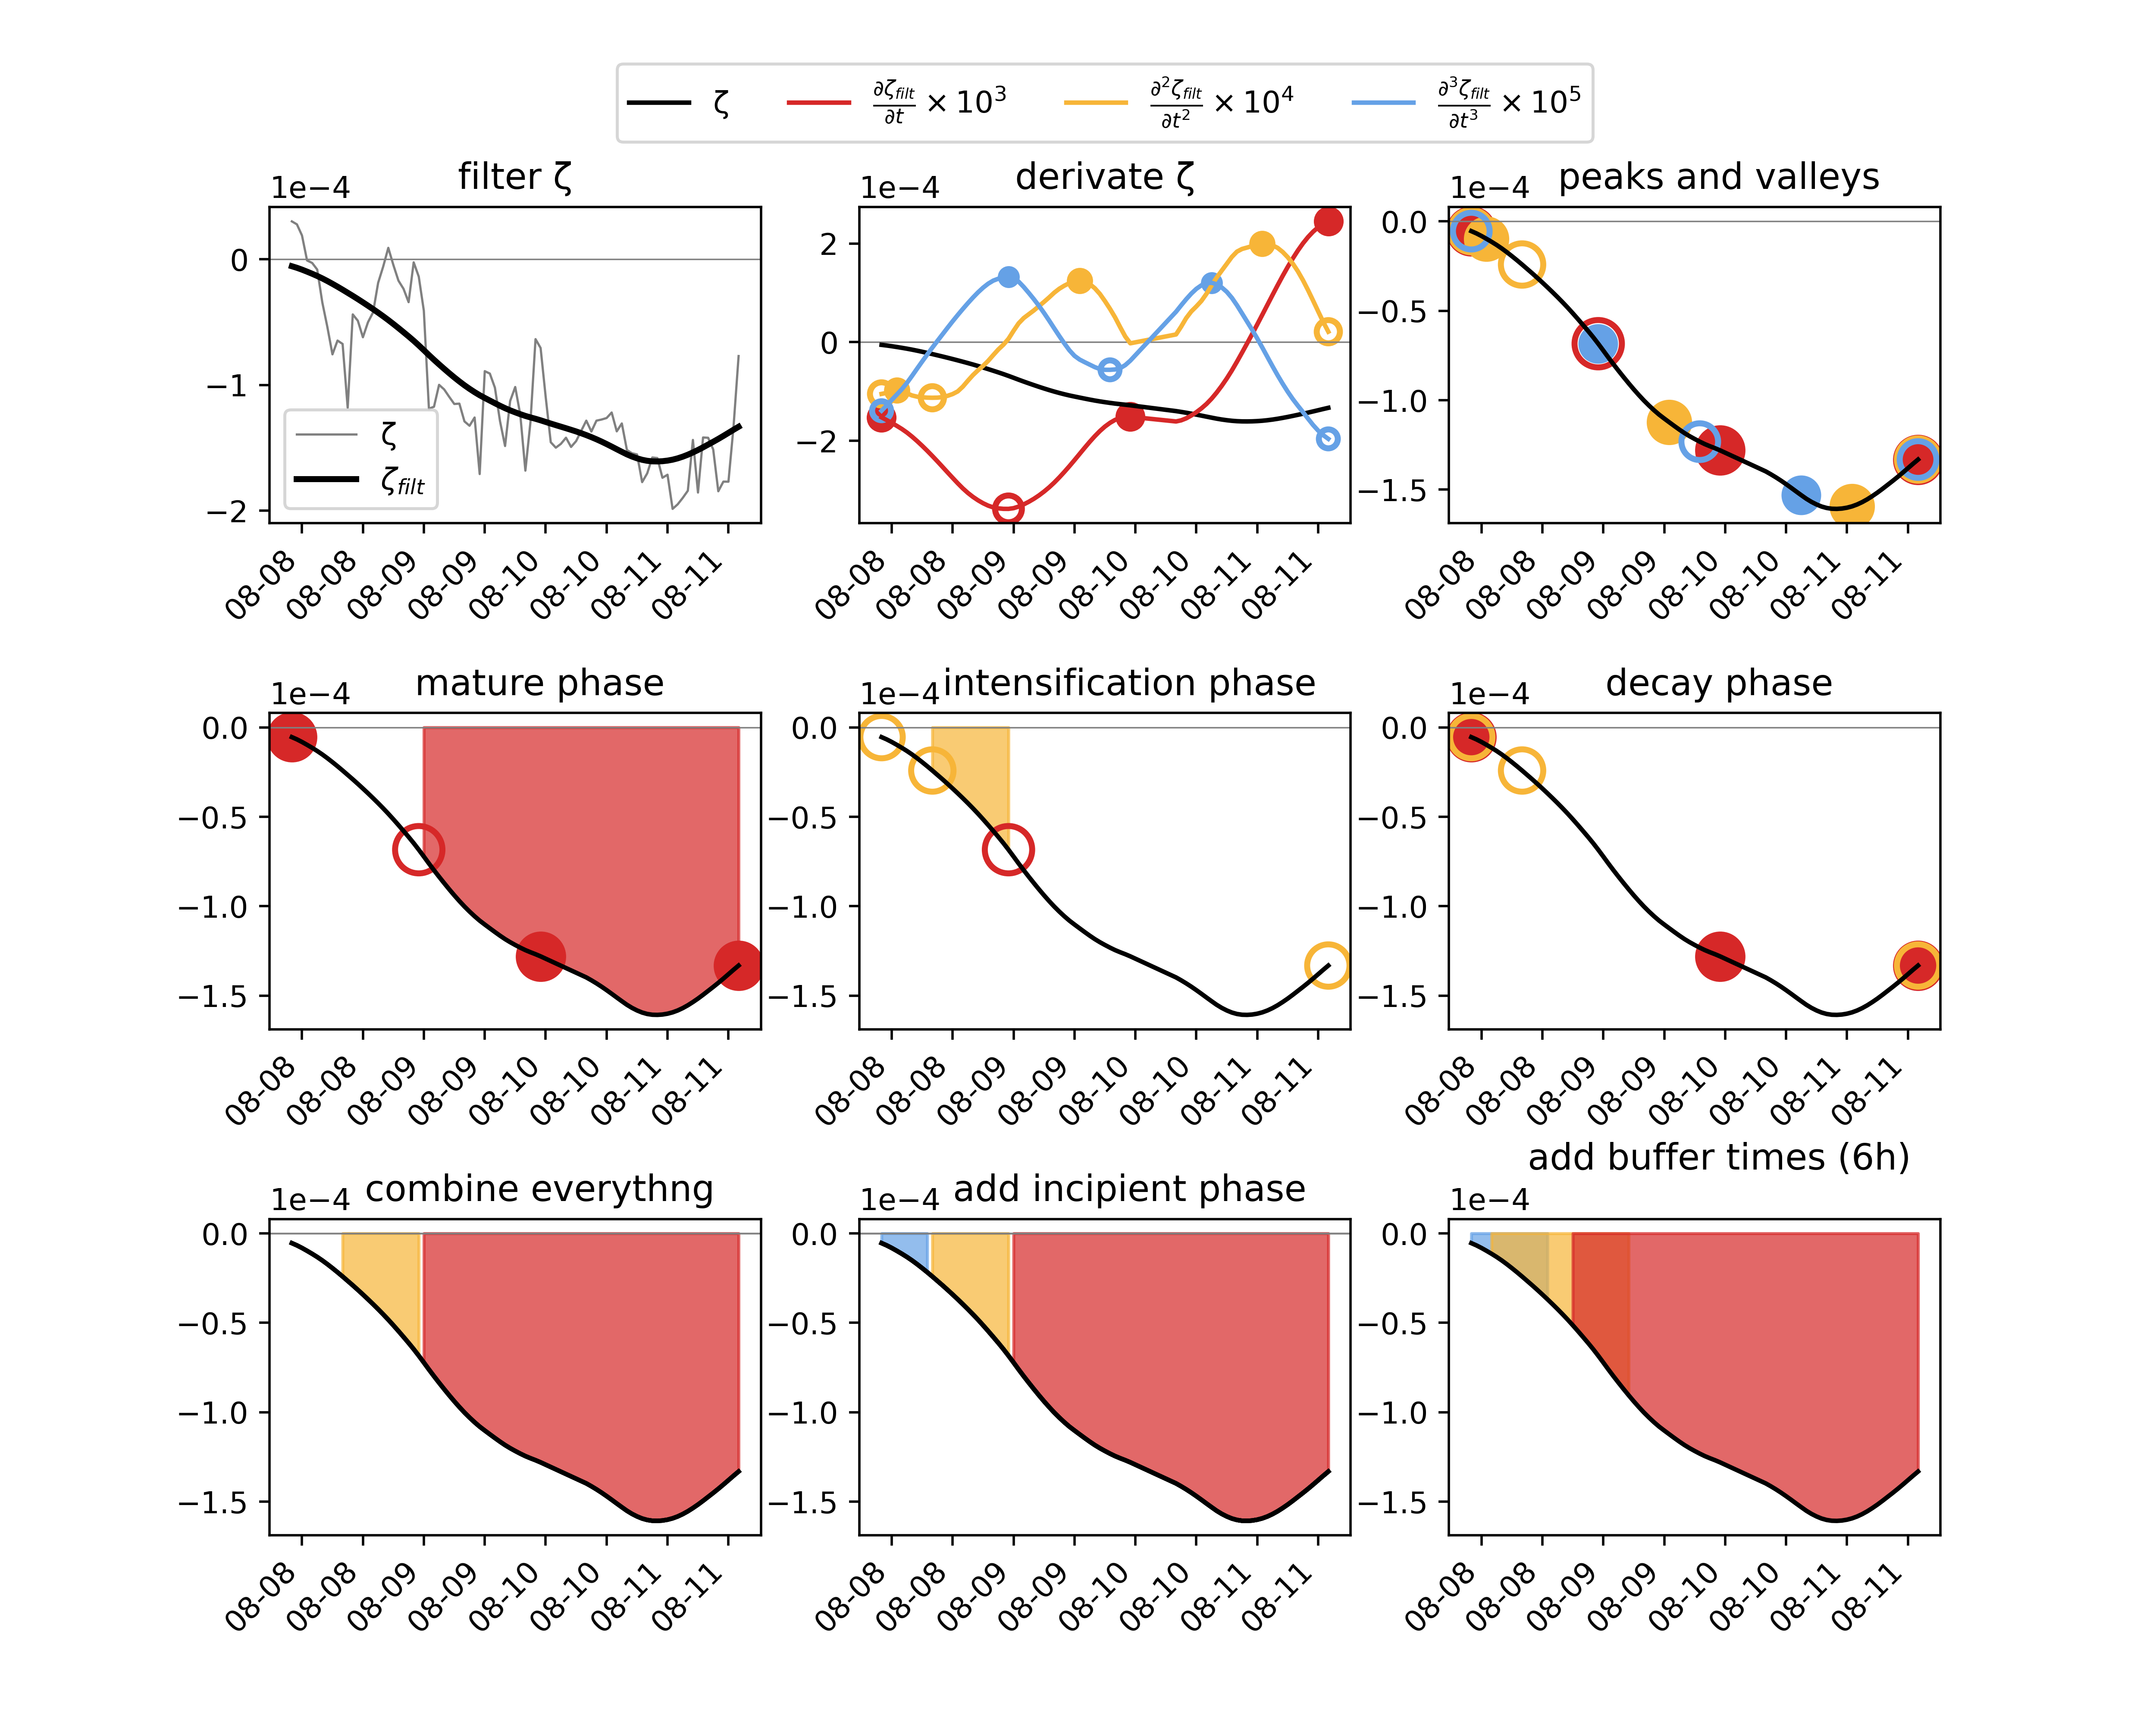 ζ  ∂ζ_filt/∂t × 10³  ∂²ζ_filt/∂t² × 10⁴  ∂³ζ_filt/∂t³ × 10⁵
filter ζ
1e−4
0
−1
−2
ζ
ζ_filt
08-08 08-08 08-09 08-09 08-10 08-10 08-11 08-11
derivate ζ
1e−4
2
0
−2
08-08 08-08 08-09 08-09 08-10 08-10 08-11 08-11
peaks and valleys
1e−4
0.0
−0.5
−1.0
−1.5
08-08 08-08 08-09 08-09 08-10 08-10 08-11 08-11
mature phase
1e−4
0.0
−0.5
−1.0
−1.5
08-08 08-08 08-09 08-09 08-10 08-10 08-11 08-11
intensification phase
1e−4
0.0
−0.5
−1.0
−1.5
08-08 08-08 08-09 08-09 08-10 08-10 08-11 08-11
decay phase
1e−4
0.0
−0.5
−1.0
−1.5
08-08 08-08 08-09 08-09 08-10 08-10 08-11 08-11
combine everythng
1e−4
0.0
−0.5
−1.0
−1.5
08-08 08-08 08-09 08-09 08-10 08-10 08-11 08-11
add incipient phase
1e−4
0.0
−0.5
−1.0
−1.5
08-08 08-08 08-09 08-09 08-10 08-10 08-11 08-11
add buffer times (6h)
1e−4
0.0
−0.5
−1.0
−1.5
08-08 08-08 08-09 08-09 08-10 08-10 08-11 08-11